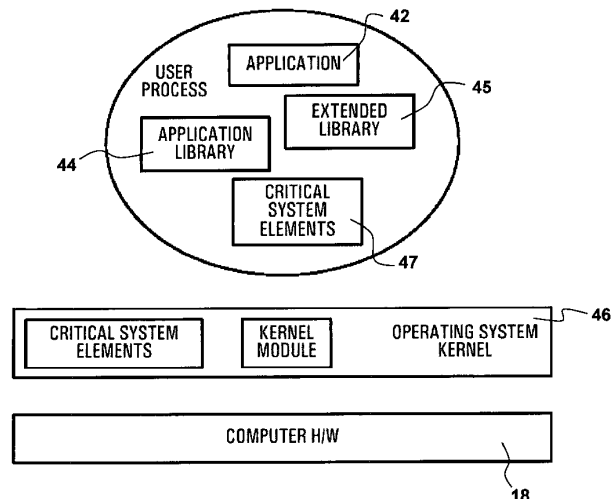 42
APPLICATION
USER
PROCESS
45
EXTENDED
LIBRARY
APPLICATION
LIBRARY
44
CRITICAL
SYSTEM
ELEMENTS
47
46
CRITICAL SYSTEM
ELEMENTS
KERNEL
MODULE
OPERATING SYSTEM
KERNEL
COMPUTER H/W
18